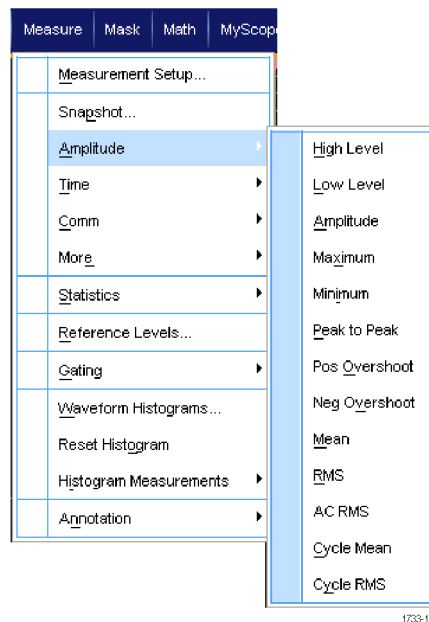 Measure Mask Math MyScop
Measurement Setup...
Snapshot...
Amplitude
Time
Comm
More
Statistics
Reference Levels...
Gating
Waveform Histograms...
Reset Histogram
Histogram Measurements
Annotation
High Level
Low Level
Amplitude
Maximum
Minimum
Peak to Peak
Pos Overshoot
Neg Overshoot
Mean
RMS
AC RMS
Cycle Mean
Cycle RMS
1733-1